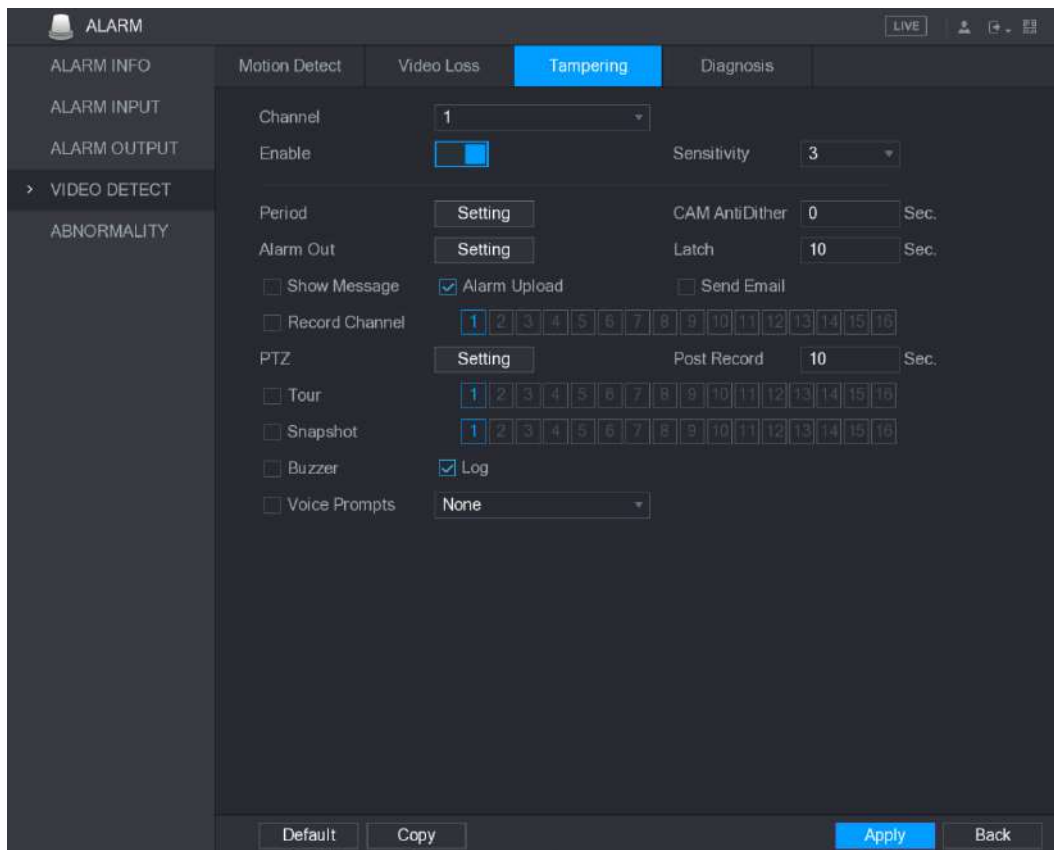 ALARM
LIVE
ALARM INFO
ALARM INPUT
ALARM OUTPUT
VIDEO DETECT
ABNORMALITY
Motion Detect Video Loss Tampering Diagnosis
Channel 1
Enable Sensitivity 3
Period Setting CAM AntiDither 0 Sec.
Alarm Out Setting Latch 10 Sec.
Show Message Alarm Upload Send Email
Record Channel 1 2 3 4 5 6 7 8 9 10 11 12 13 14 15 16
PTZ Setting Post Record 10 Sec.
Tour 1 2 3 4 5 6 7 8 9 10 11 12 13 14 15 16
Snapshot 1 2 3 4 5 6 7 8 9 10 11 12 13 14 15 16
Buzzer Log
Voice Prompts None
Default Copy Apply Back